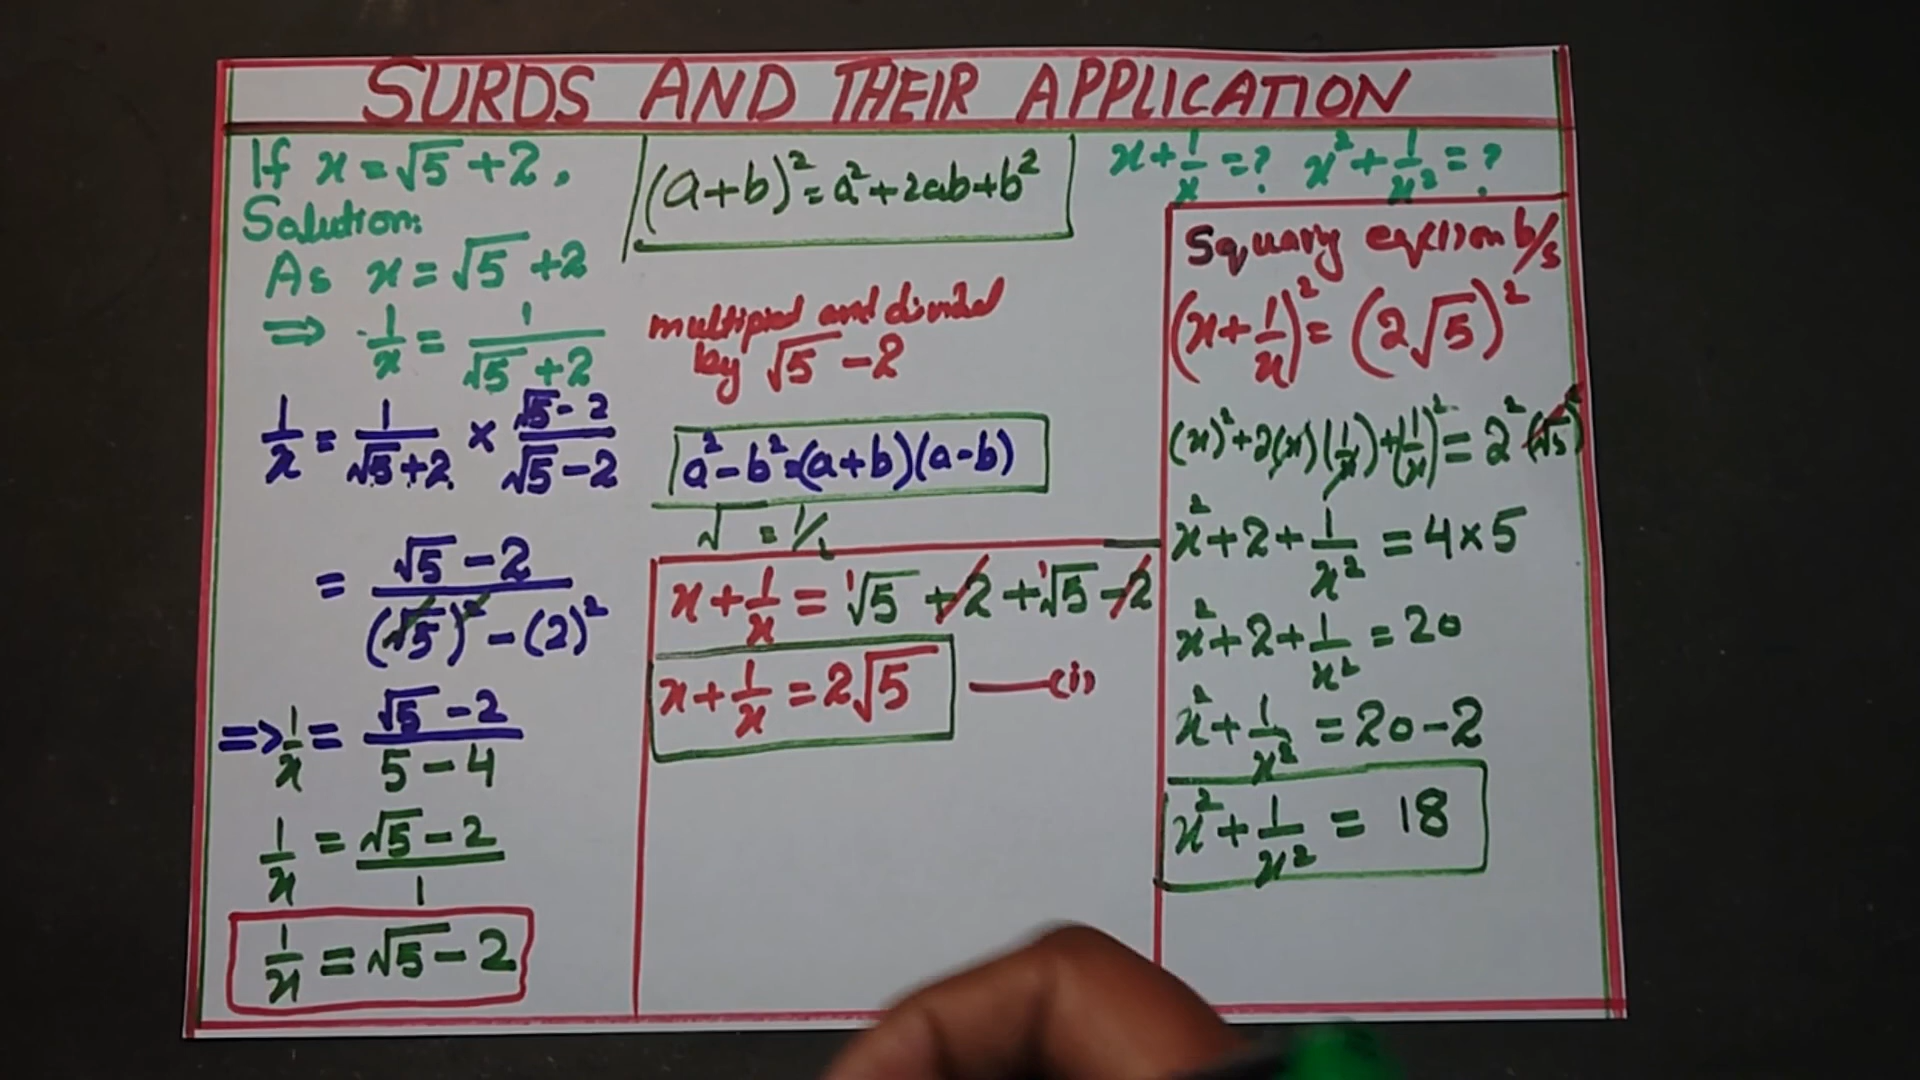 SURDS AND THEIR APPLICATION
If x = √5 + 2,
x + 1/x = ? x² + 1/x² = ?
Solution:
As x = √5 + 2
⇒ 1/x = 1/(√5 + 2)
1/x = 1/(√5+2) × (√5-2)/(√5-2)
= (√5 - 2)/((√5)² - (2)²)
⇒ 1/x = (√5 - 2)/(5 - 4)
1/x = (√5 - 2)/1
1/x = √5 - 2
(a+b)² = a² + 2ab + b²
and
by √5 - 2
a² - b² = (a+b)(a-b)
√ = 1/2
x + 1/x = √5 + 2 + √5 - 2
x + 1/x = 2√5 —(i)
b/s
(x + 1/x)² = (2√5)²
(x)² + 2(x)(1/x) + (1/x)² = 2²(√5)²
x² + 2 + 1/x² = 4 × 5
x² + 2 + 1/x² = 20
x² + 1/x² = 20 - 2
x² + 1/x² = 18